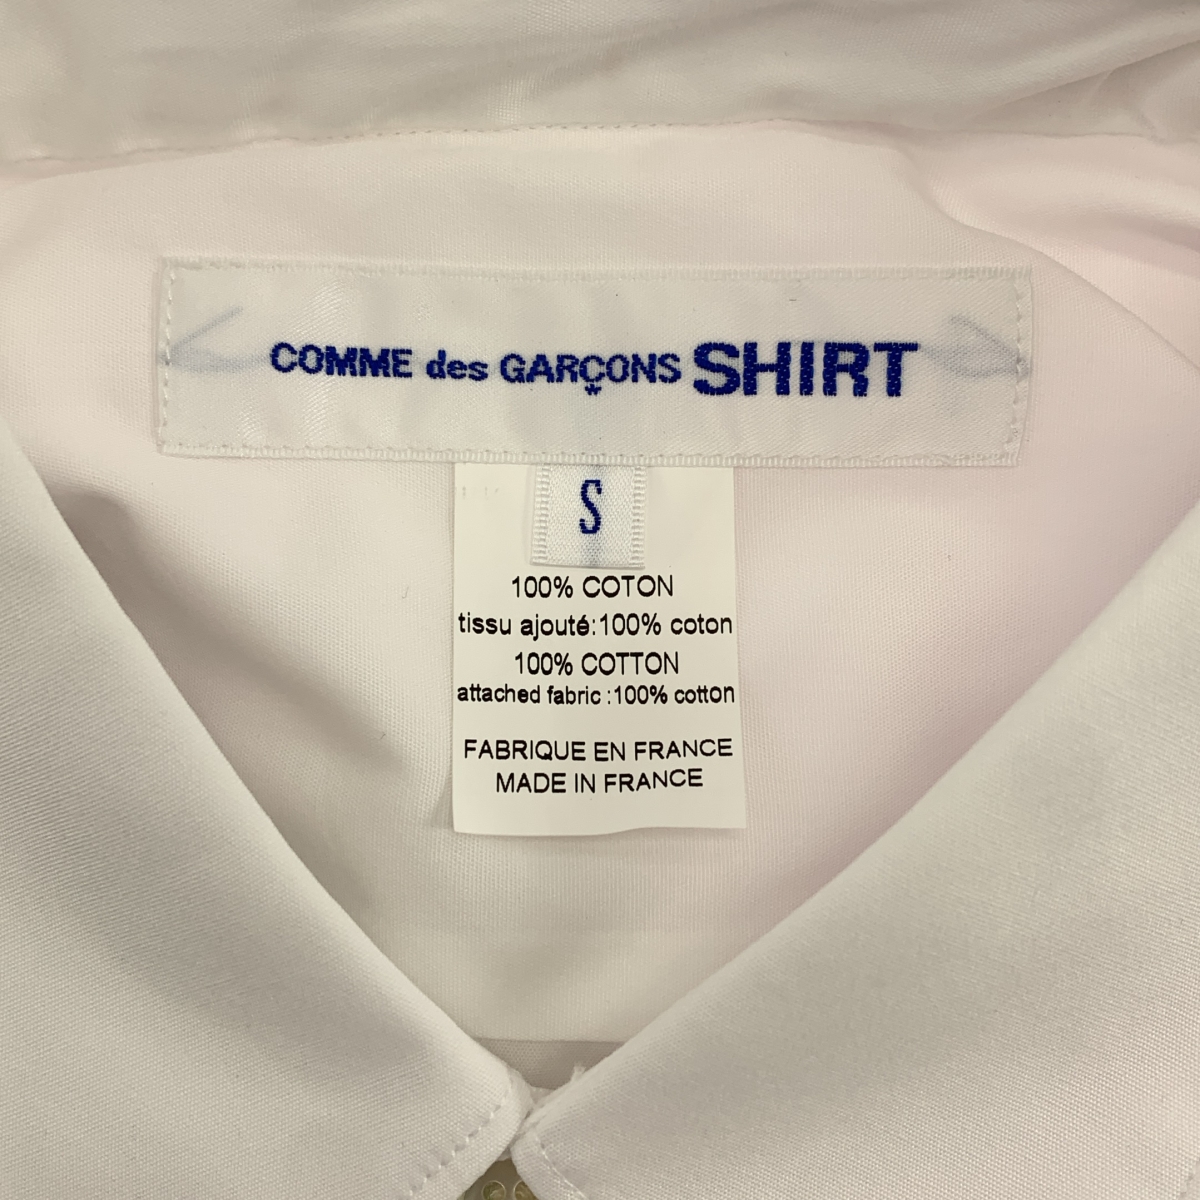 COMME des GARÇONS SHIRT
S
100% COTON
tissu ajouté:100% coton
100% COTTON
attached fabric :100% cotton
FABRIQUE EN FRANCE
MADE IN FRANCE